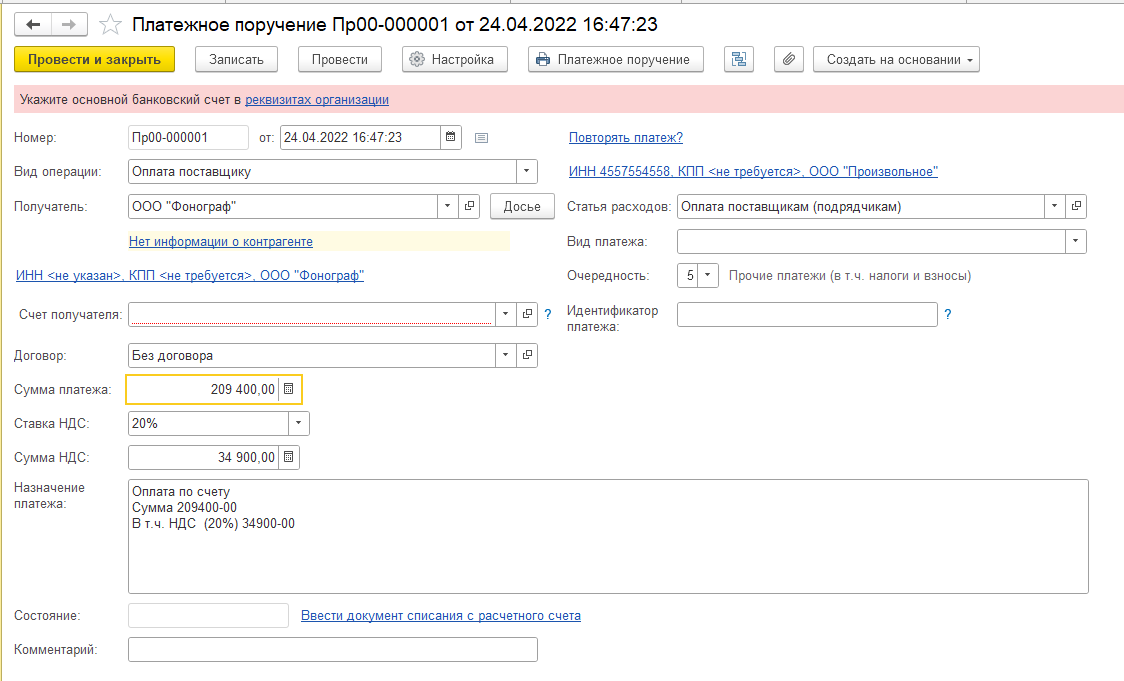 Платежное поручение Пр00-000001 от 24.04.2022 16:47:23
Провести и закрыть Записать Провести Настройка Платежное поручение Создать на основании
Укажите основной банковский счет в реквизитах организации
Номер: Пр00-000001 от: 24.04.2022 16:47:23 Повторять платеж?
Вид операции: Оплата поставщику ИНН 4557554558, КПП <не требуется>, ООО "Произвольное"
Получатель: ООО "Фонограф" Досье Статья расходов: Оплата поставщикам (подрядчикам)
Нет информации о контрагенте Вид платежа:
ИНН <не указан>, КПП <не требуется>, ООО "Фонограф" Очередность: 5 Прочие платежи (в т.ч. налоги и взносы)
Счет получателя: ? Идентификатор платежа: ?
Договор: Без договора
Сумма платежа: 209 400,00
Ставка НДС: 20%
Сумма НДС: 34 900,00
Назначение платежа:
Оплата по счету
Сумма 209400-00
В т.ч. НДС (20%) 34900-00
Состояние: Ввести документ списания с расчетного счета
Комментарий: